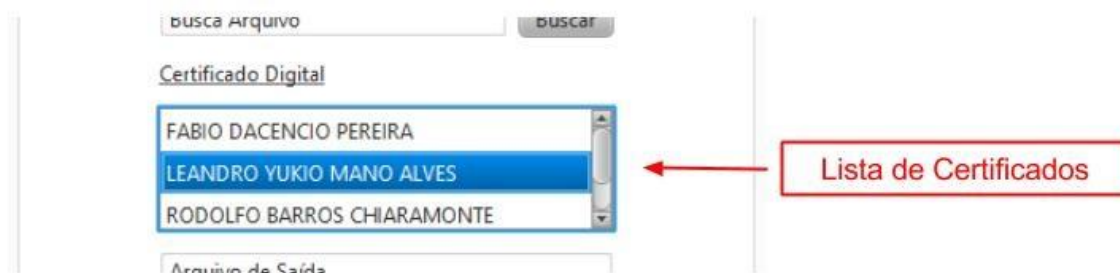 Busca Arquivo
Buscar
Certificado Digital
FABIO DACENCIO PEREIRA
LEANDRO YUKIO MANO ALVES
RODOLFO BARROS CHIARAMONTE
Lista de Certificados
Arquivo de Saída